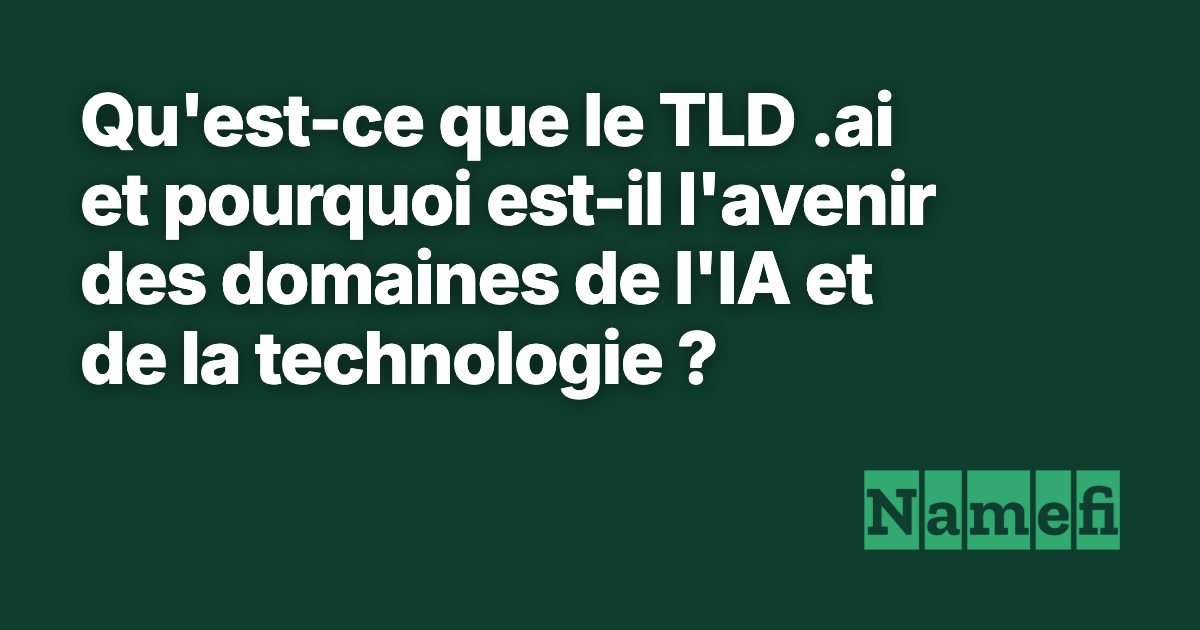 Qu'est-ce que le TLD .ai
et pourquoi est-il l'avenir
des domaines de l'IA et
de la technologie ?
Namefi